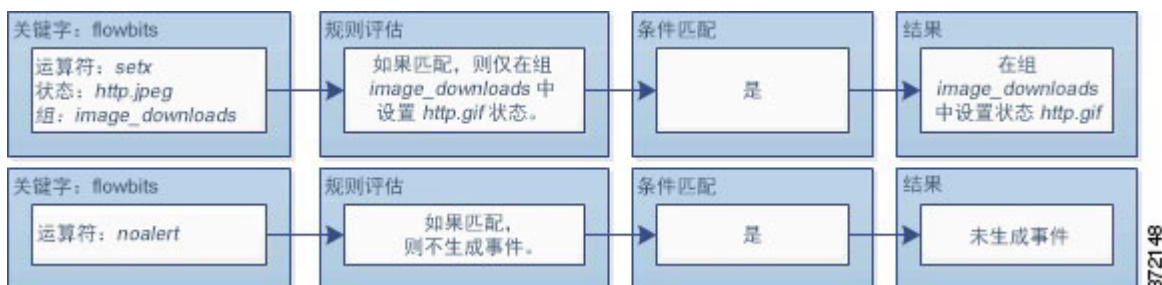 关键字：flowbits
运算符：setx
状态：http.jpeg
组：image_downloads
规则评估
如果匹配，则仅在组
image_downloads 中
设置 http.gif 状态。
条件匹配
是
结果
在组
image_downloads
中设置状态 http.gif
关键字：flowbits
运算符：noalert
规则评估
如果匹配，
则不生成事件。
条件匹配
是
结果
未生成事件
372148